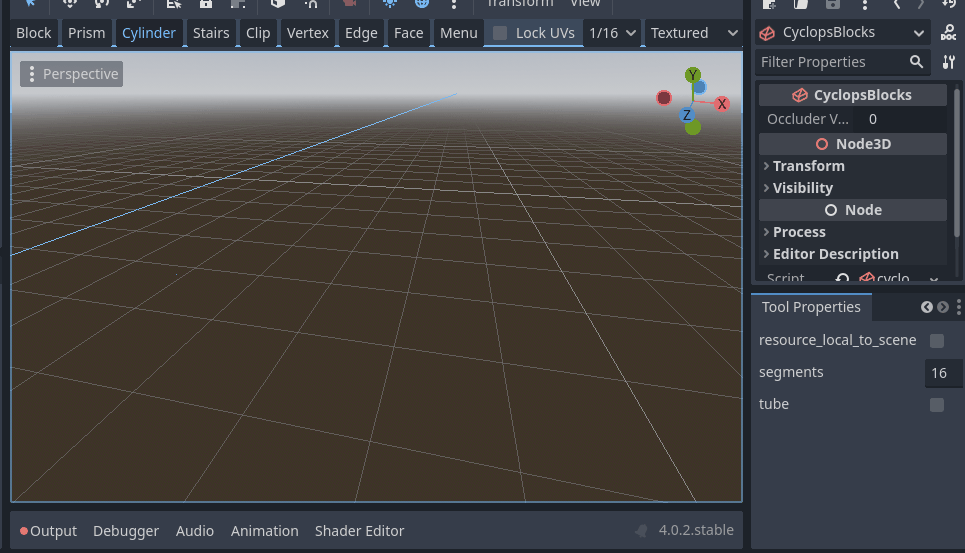 Transform View
Block Prism Cylinder Stairs Clip Vertex Edge Face Menu Lock UVs 1/16 Textured
Perspective
Y
X
Z
CyclopsBlocks
DOC
Filter Properties
CyclopsBlocks
Occluder V... 0
Node3D
Transform
Visibility
Node
Process
Editor Description
Script cyclo
Tool Properties
resource_local_to_scene
segments 16
tube
Output Debugger Audio Animation Shader Editor 4.0.2.stable